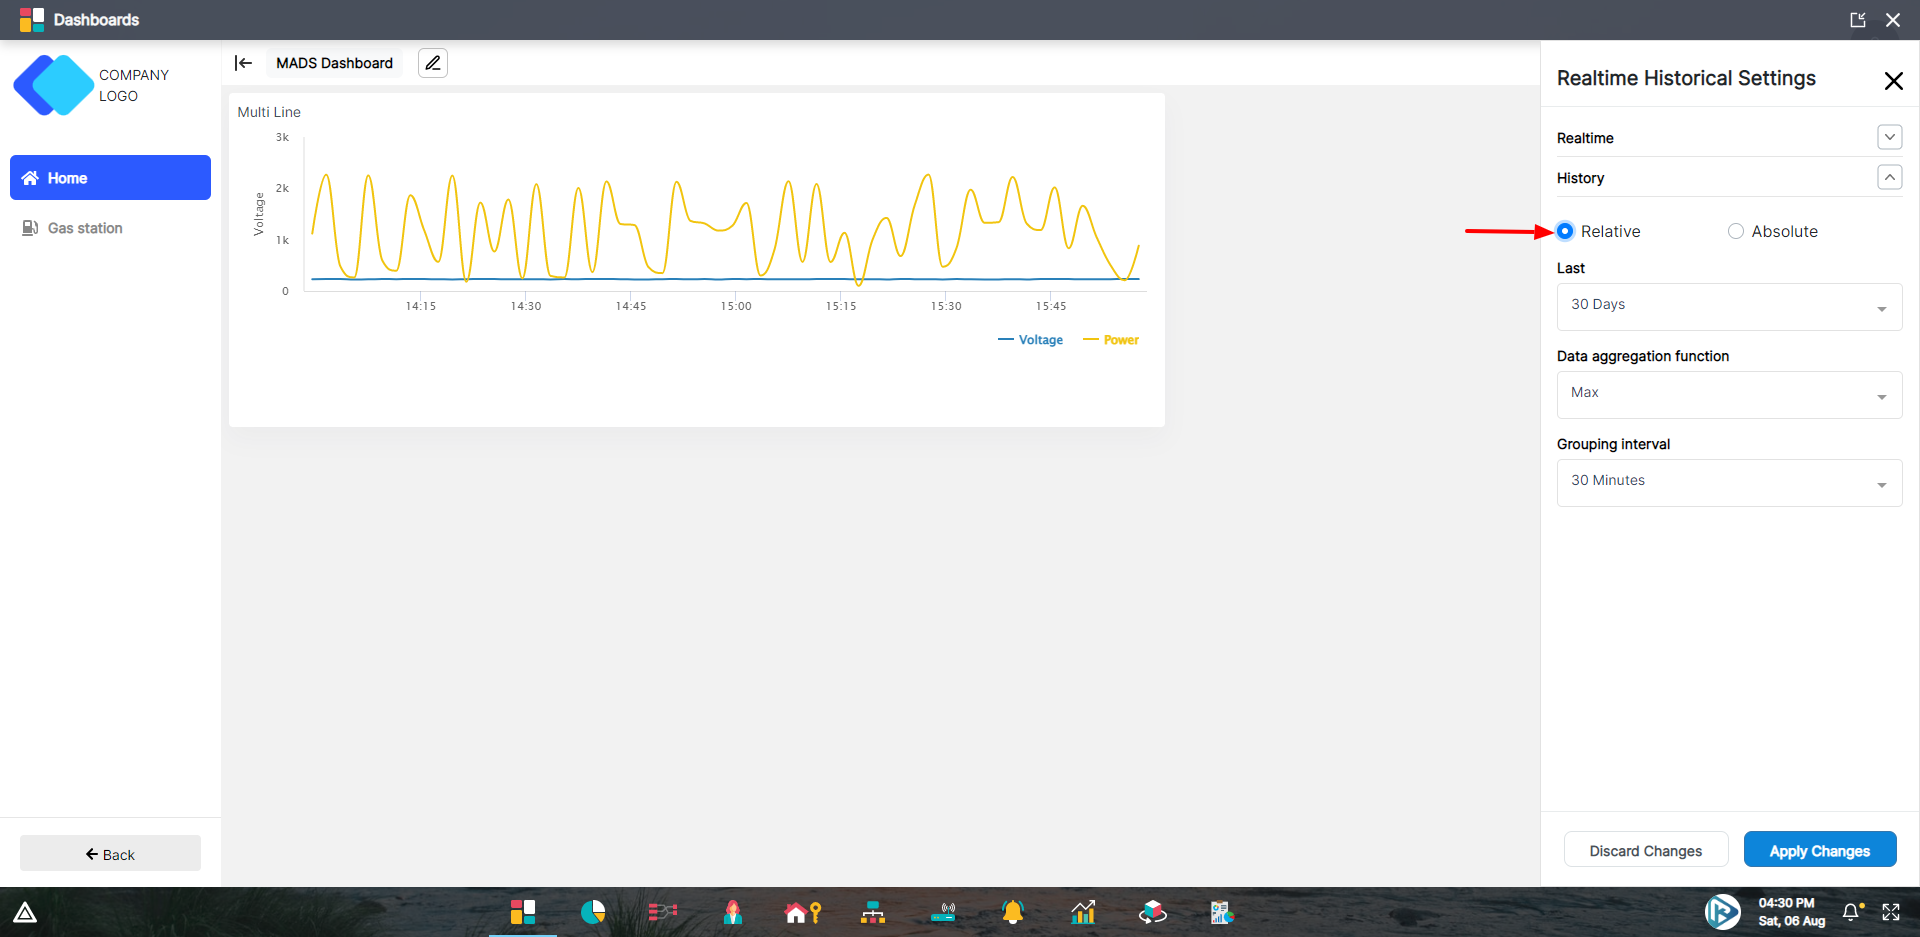 Dashboards
COMPANY
LOGO
Home
Gas station
Back
MADS Dashboard
Multi Line
Voltage
3k
2k
1k
0
14:15 14:30 14:45 15:00 15:15 15:30 15:45
Voltage Power
Realtime Historical Settings
Realtime
History
Relative Absolute
Last
30 Days
Data aggregation function
Max
Grouping interval
30 Minutes
Discard Changes Apply Changes
04:30 PM
Sat, 06 Aug